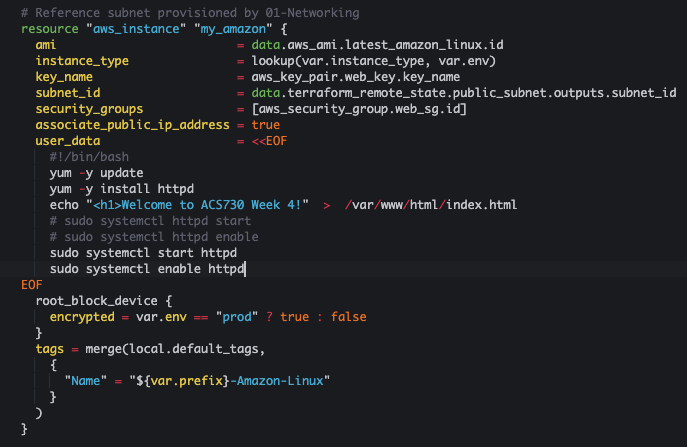 # Reference subnet provisioned by 01-Networking
resource "aws_instance" "my_amazon" {
  ami                         = data.aws_ami.latest_amazon_linux.id
  instance_type               = lookup(var.instance_type, var.env)
  key_name                    = aws_key_pair.web_key.key_name
  subnet_id                   = data.terraform_remote_state.public_subnet.outputs.subnet_id
  security_groups             = [aws_security_group.web_sg.id]
  associate_public_ip_address = true
  user_data                   = <<EOF
    #!/bin/bash
    yum -y update
    yum -y install httpd
    echo "<h1>Welcome to ACS730 Week 4!"  >  /var/www/html/index.html
    # sudo systemctl httpd start
    # sudo systemctl httpd enable
    sudo systemctl start httpd
    sudo systemctl enable httpd
EOF
  root_block_device {
    encrypted = var.env == "prod" ? true : false
  }
  tags = merge(local.default_tags,
    {
      "Name" = "${var.prefix}-Amazon-Linux"
    }
  )
}